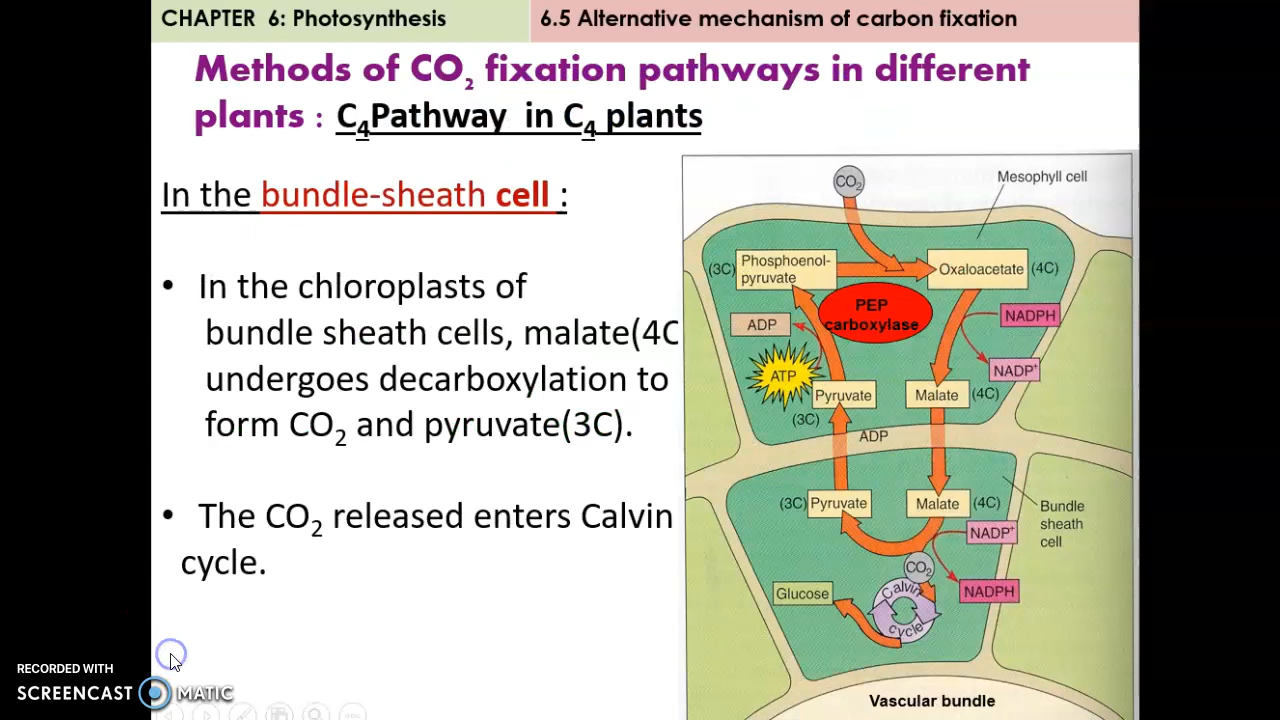 CHAPTER 6: Photosynthesis
6.5 Alternative mechanism of carbon fixation
Methods of CO₂ fixation pathways in different
plants : C₄Pathway in C₄ plants
In the bundle-sheath cell :
• In the chloroplasts of
bundle sheath cells, malate(4C
undergoes decarboxylation to
form CO₂ and pyruvate(3C).
• The CO₂ released enters Calvin
cycle.
CO₂
Mesophyll cell
(3C)
Phosphoenol-
pyruvate
Oxaloacetate
(4C)
PEP
carboxylase
ADP
NADPH
ATP
NADP⁺
Pyruvate
(3C)
Malate
(4C)
ADP
(3C)
Pyruvate
Malate
(4C)
Bundle
sheath
cell
NADP⁺
CO₂
NADPH
Glucose
Calvin
cycle
Vascular bundle
RECORDED WITH
SCREENCAST MATIC